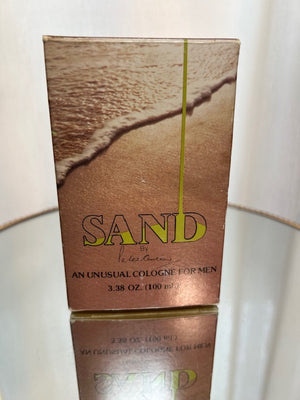 SAND
BY
AN UNUSUAL COLOGNE FOR MEN
3.38 OZ. (100 ml)